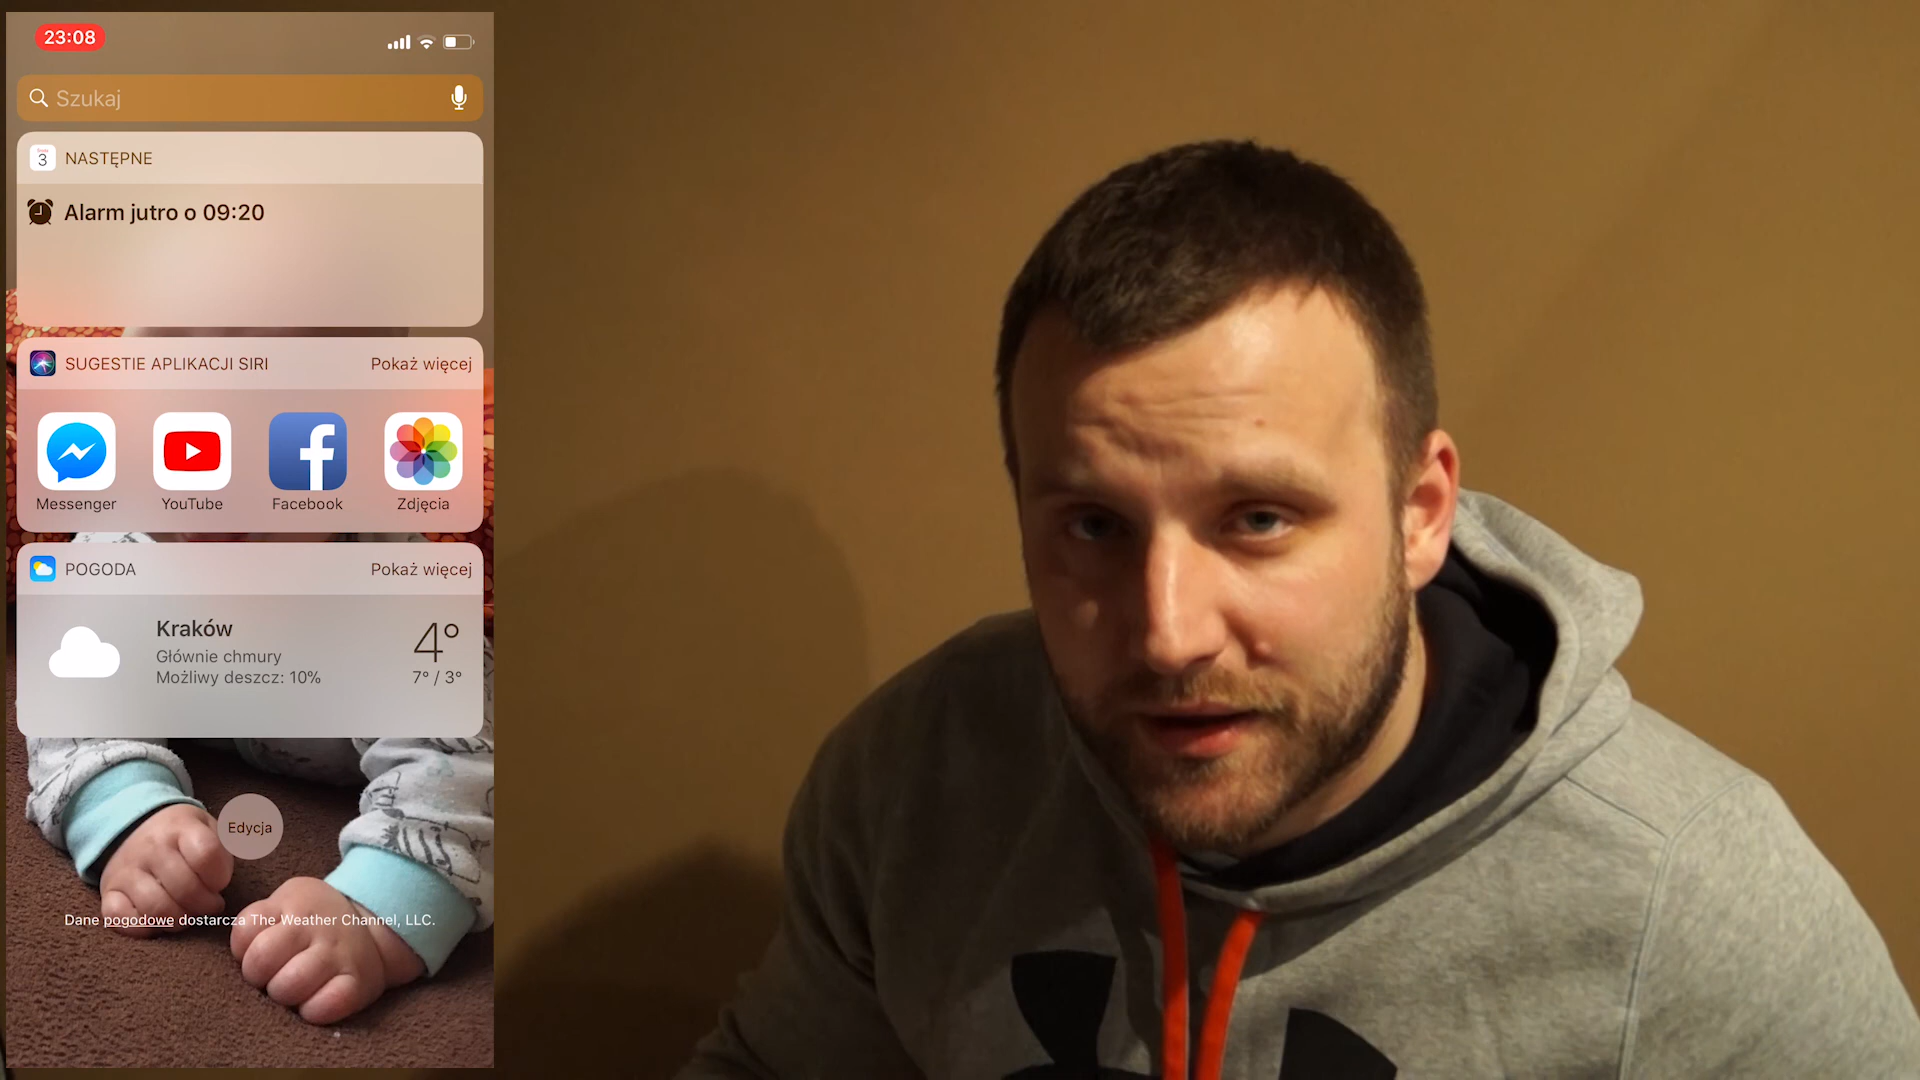 23:08
Szukaj
3
NASTĘPNE
Alarm jutro o 09:20
SUGESTIE APLIKACJI SIRI
Pokaż więcej
Messenger
YouTube
Facebook
Zdjęcia
POGODA
Pokaż więcej
Kraków
4°
Głównie chmury
Możliwy deszcz: 10%
7° / 3°
Edycja
Dane pogodowe dostarcza The Weather Channel, LLC.